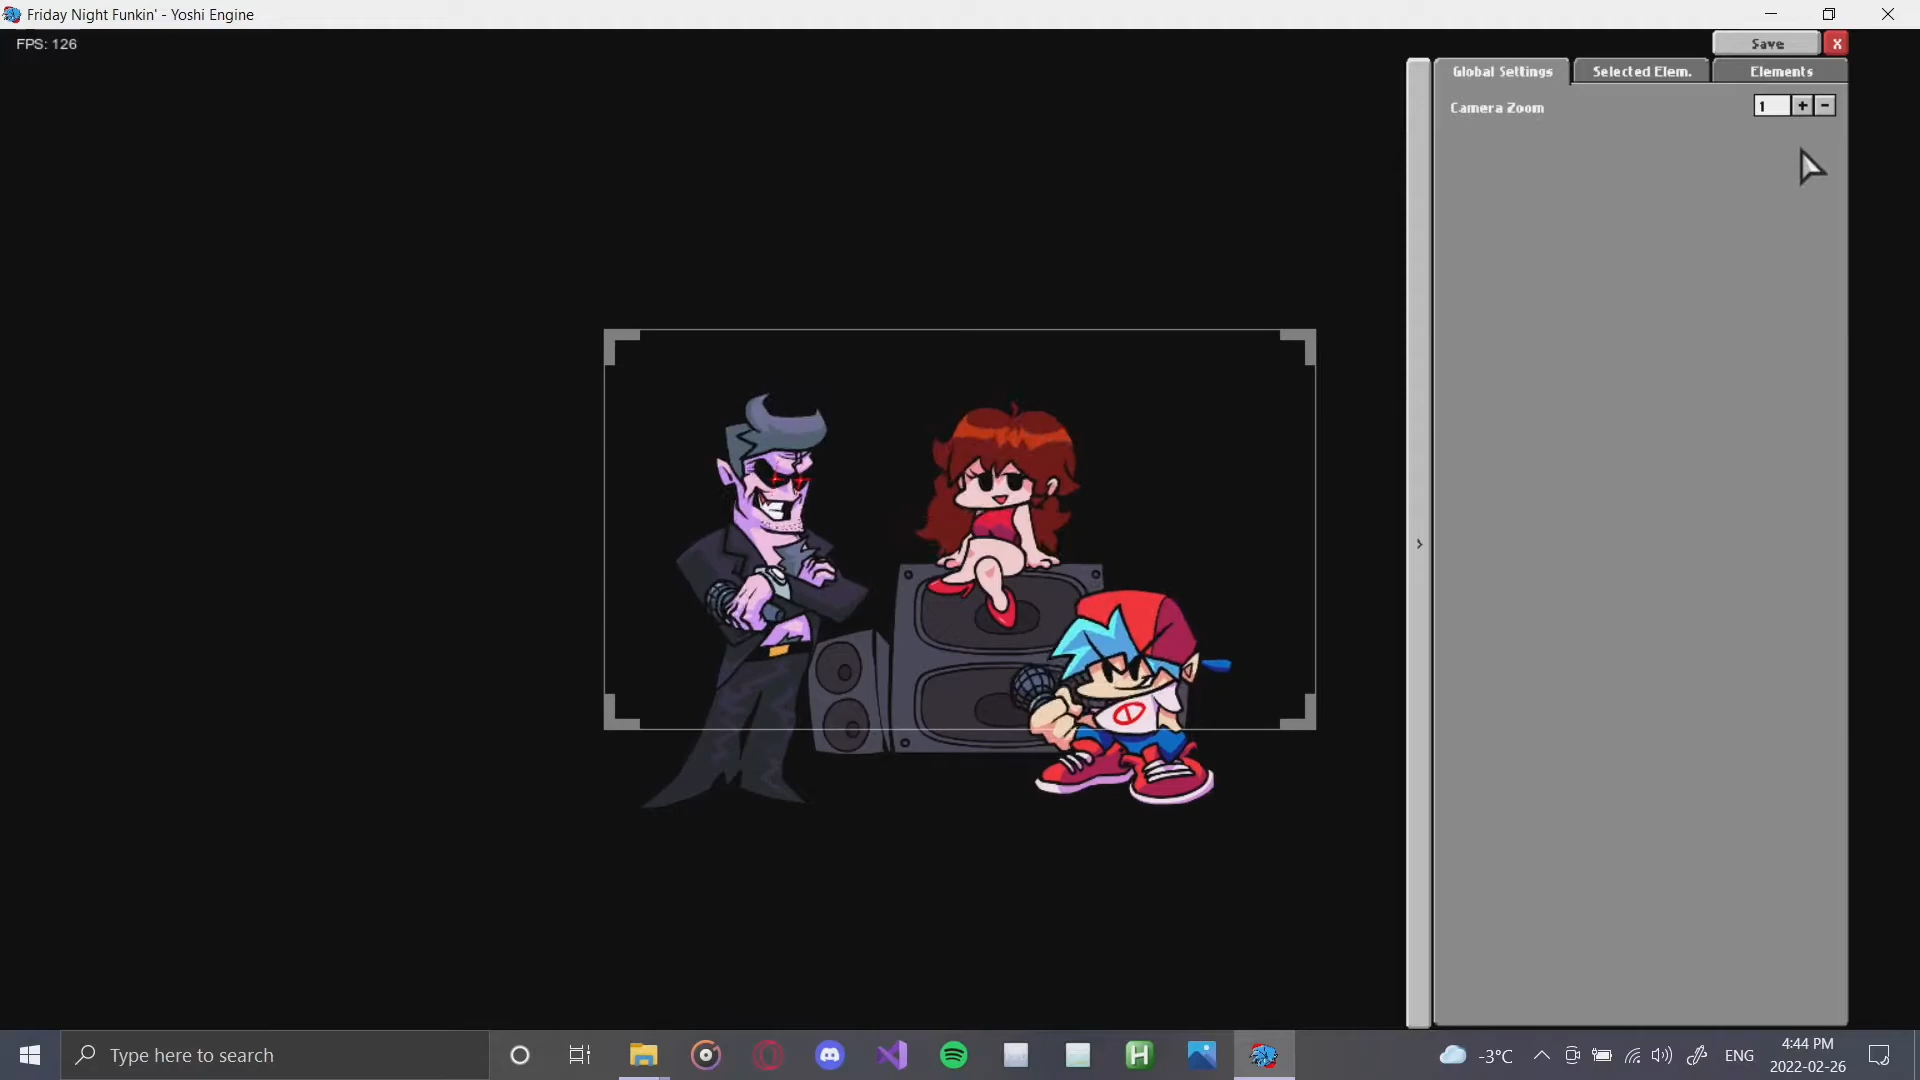 Friday Night Funkin' - Yoshi Engine
FPS: 126
Save
X
Global Settings
Selected Elem.
Elements
Camera Zoom
1
+
-
>
Type here to search
-3°C
ENG
4:44 PM
2022-02-26